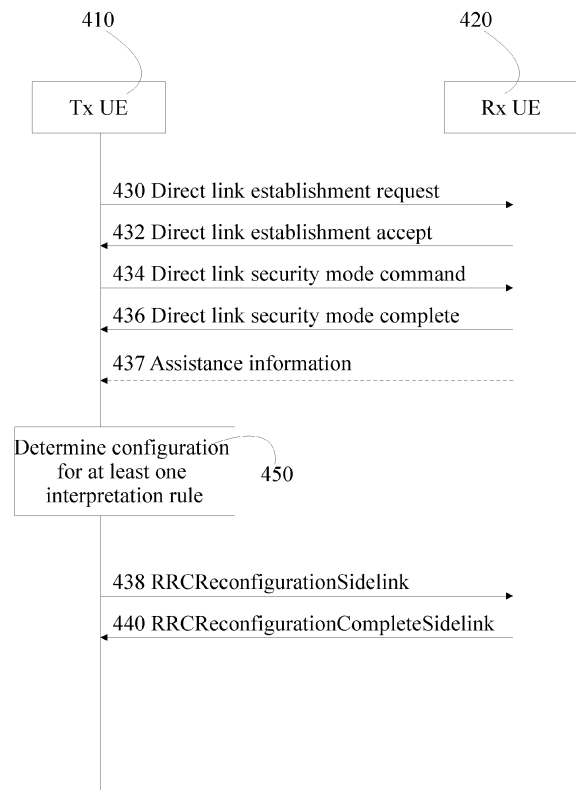 410
420
Tx UE
Rx UE
430 Direct link establishment request
432 Direct link establishment accept
434 Direct link security mode command
436 Direct link security mode complete
437 Assistance information
Determine configuration
for at least one
interpretation rule
450
438 RRCReconfigurationSidelink
440 RRCReconfigurationCompleteSidelink